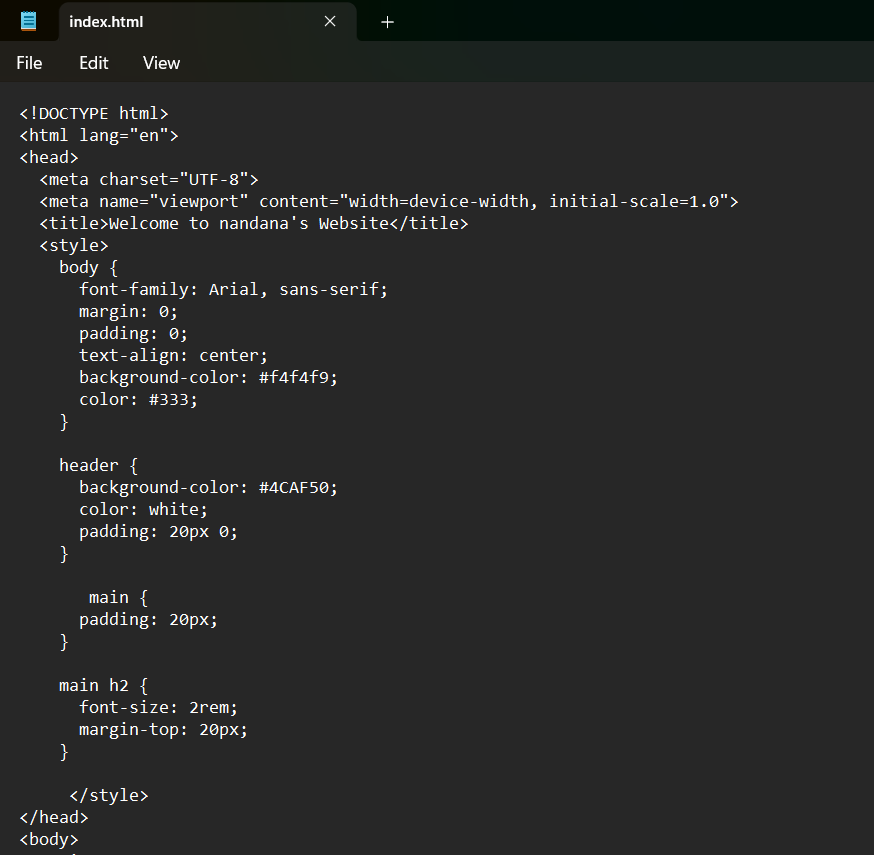 index.html
File Edit View
<!DOCTYPE html>
<html lang="en">
<head>
  <meta charset="UTF-8">
  <meta name="viewport" content="width=device-width, initial-scale=1.0">
  <title>Welcome to nandana's Website</title>
  <style>
    body {
      font-family: Arial, sans-serif;
      margin: 0;
      padding: 0;
      text-align: center;
      background-color: #f4f4f9;
      color: #333;
    }

    header {
      background-color: #4CAF50;
      color: white;
      padding: 20px 0;
    }

       main {
      padding: 20px;
    }

    main h2 {
      font-size: 2rem;
      margin-top: 20px;
    }

     </style>
</head>
<body>